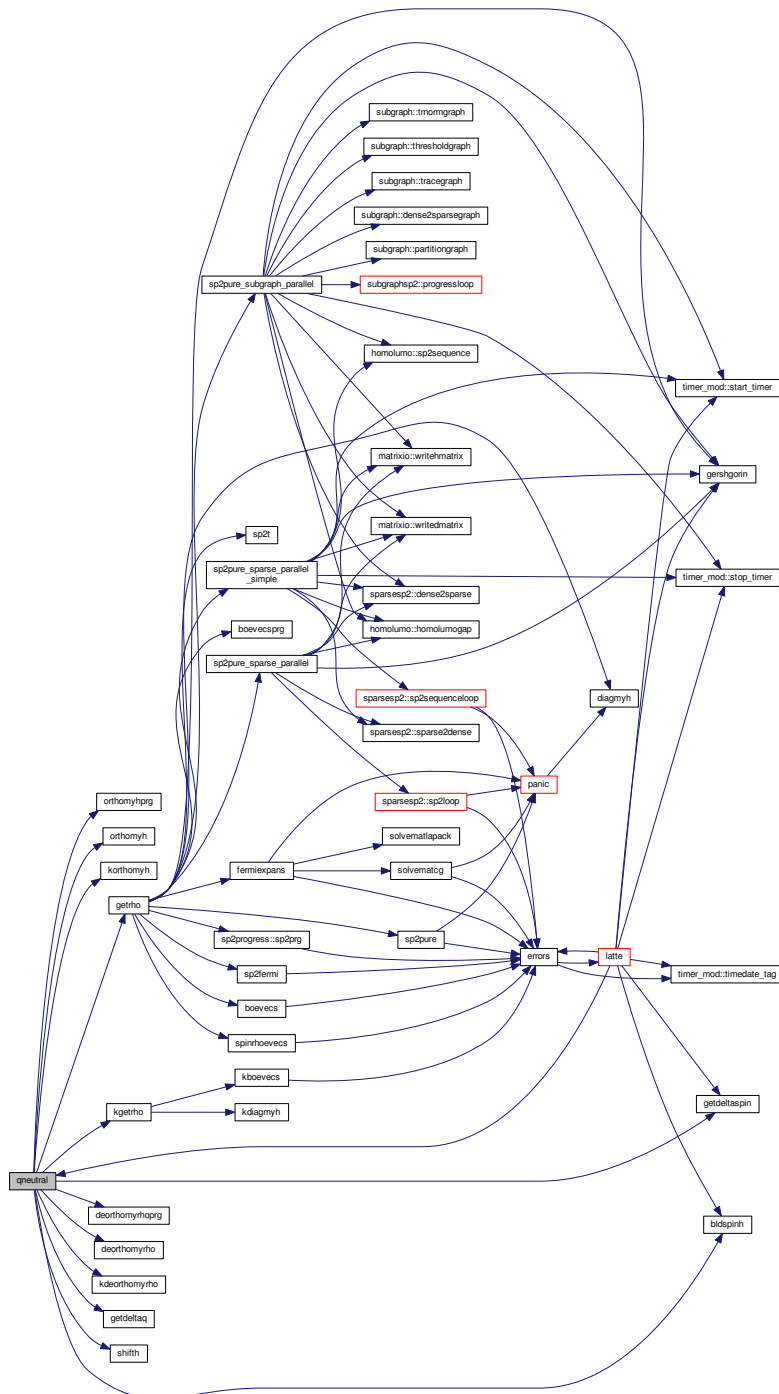 subgraph::trnormgraph
subgraph::thresholdgraph
subgraph::tracegraph
subgraph::dense2sparsegraph
subgraph::partitiongraph
sp2pure_subgraph_parallel
subgraphsp2::progressloop
homolumo::sp2sequence
timer_mod::start_timer
matrixio::writehmatrix
gershgorin
matrixio::writedmatrix
sp2t
sp2pure_sparse_parallel
_simple
timer_mod::stop_timer
sparsesp2::dense2sparse
boevecsprg
homolumo::homolumogap
sp2pure_sparse_parallel
sparsesp2::sp2sequenceloop
diagmyh
sparsesp2::sparse2dense
panic
orthomyhprg
sparsesp2::sp2loop
orthomyh
solvematlapack
korthomyh
fermiexpans
solvematcg
getrho
sp2progress::sp2prg
sp2pure
errors
latte
sp2fermi
timer_mod::timedate_tag
boevecs
spinrhoevecs
kboevecs
getdeltaspin
kgetrho
kdiagmyh
qneutral
deorthomyrhoprg
bldspinh
deorthomyrho
kdeorthomyrho
getdeltaq
shifth